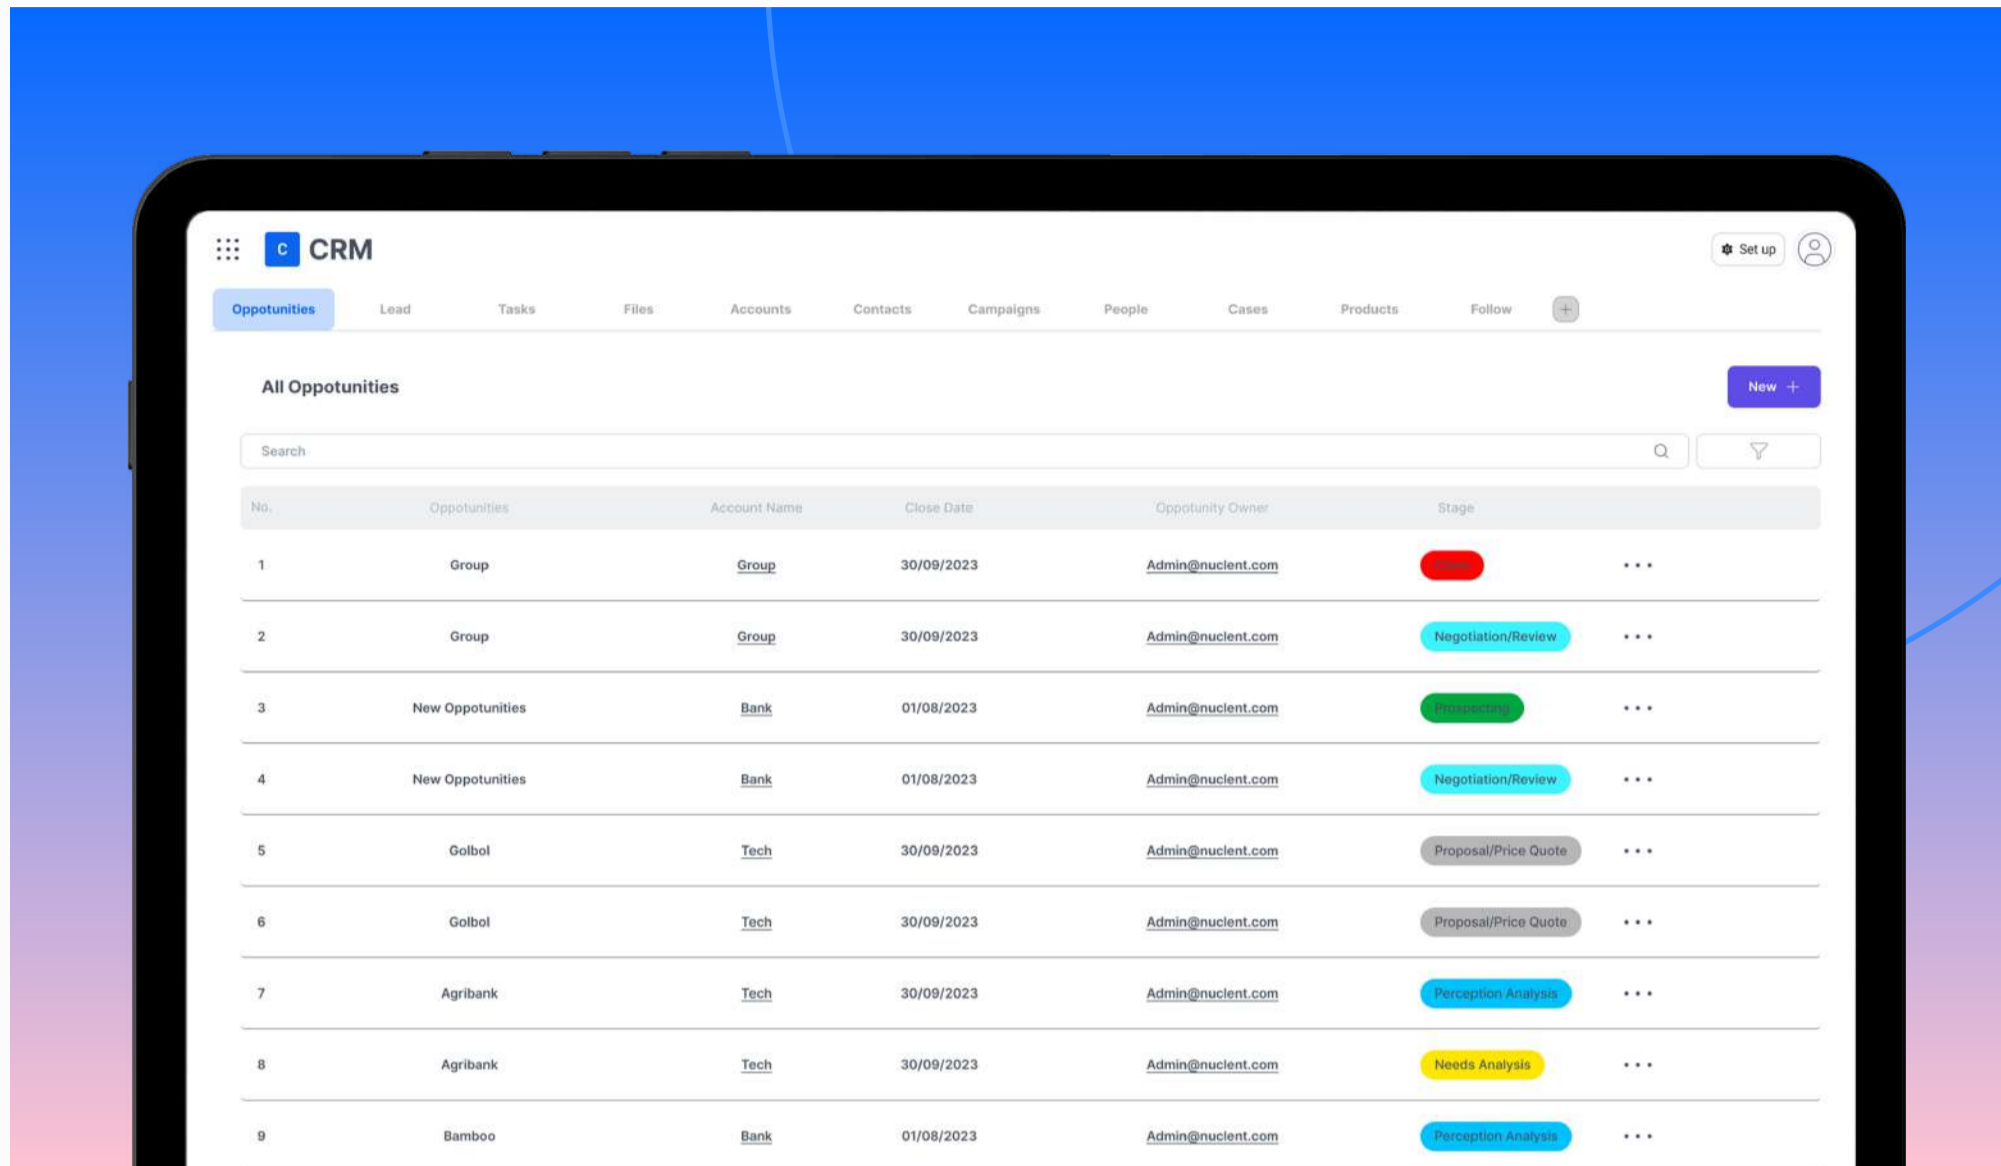 C CRM Set up
Oppotunities Lead Tasks Files Accounts Contacts Campaigns People Cases Products Follow
All Oppotunities New +
Search
No. Oppotunities Account Name Close Date Oppotunity Owner Stage
1 Group Group 30/09/2023 Admin@nuclent.com
2 Group Group 30/09/2023 Admin@nuclent.com Negotiation/Review
3 New Oppotunities Bank 01/08/2023 Admin@nuclent.com Prospecting
4 New Oppotunities Bank 01/08/2023 Admin@nuclent.com Negotiation/Review
5 Golbol Tech 30/09/2023 Admin@nuclent.com Proposal/Price Quote
6 Golbol Tech 30/09/2023 Admin@nuclent.com Proposal/Price Quote
7 Agribank Tech 30/09/2023 Admin@nuclent.com Perception Analysis
8 Agribank Tech 30/09/2023 Admin@nuclent.com Needs Analysis
9 Bamboo Bank 01/08/2023 Admin@nuclent.com Perception Analysis